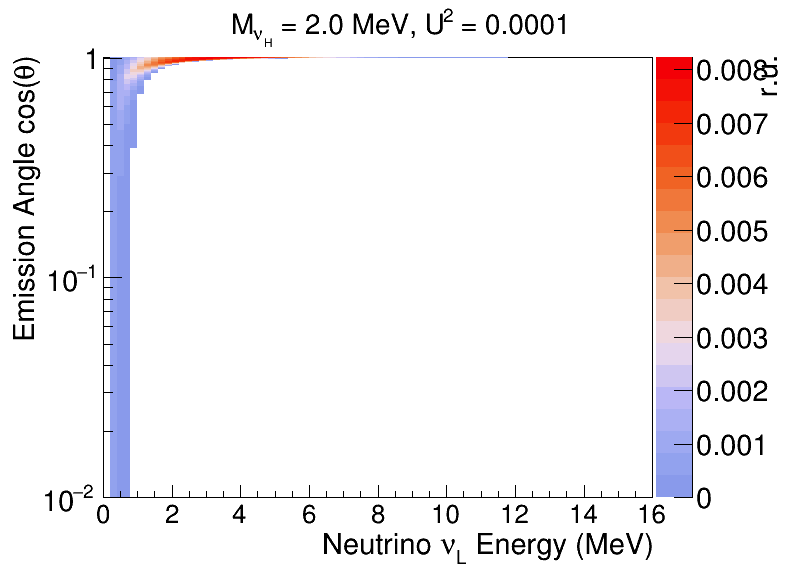 M_{ν_H} = 2.0 MeV, U² = 0.0001
Emission Angle cos(θ)
1
10⁻¹
10⁻²
0 2 4 6 8 10 12 14 16
Neutrino ν_L Energy (MeV)
0.008
0.007
0.006
0.005
0.004
0.003
0.002
0.001
0
r.u.